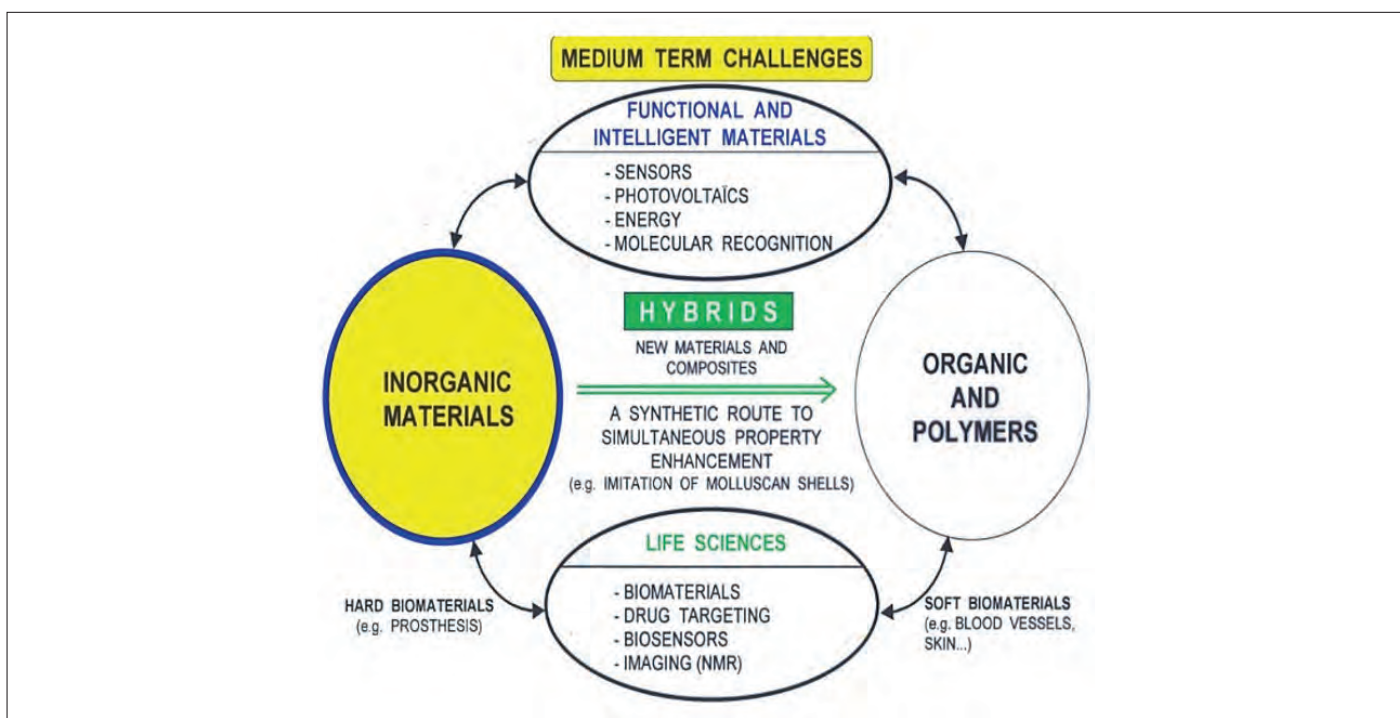 MEDIUM TERM CHALLENGES
FUNCTIONAL AND
INTELLIGENT MATERIALS
- SENSORS
- PHOTOVOLTAÏCS
- ENERGY
- MOLECULAR RECOGNITION
INORGANIC
MATERIALS
HYBRIDS
NEW MATERIALS AND
COMPOSITES
A SYNTHETIC ROUTE TO
SIMULTANEOUS PROPERTY
ENHANCEMENT
(e.g. IMITATION OF MOLLUSCAN SHELLS)
ORGANIC
AND
POLYMERS
LIFE SCIENCES
- BIOMATERIALS
- DRUG TARGETING
- BIOSENSORS
- IMAGING (NMR)
HARD BIOMATERIALS
(e.g. PROSTHESIS)
SOFT BIOMATERIALS
(e.g. BLOOD VESSELS,
SKIN...)